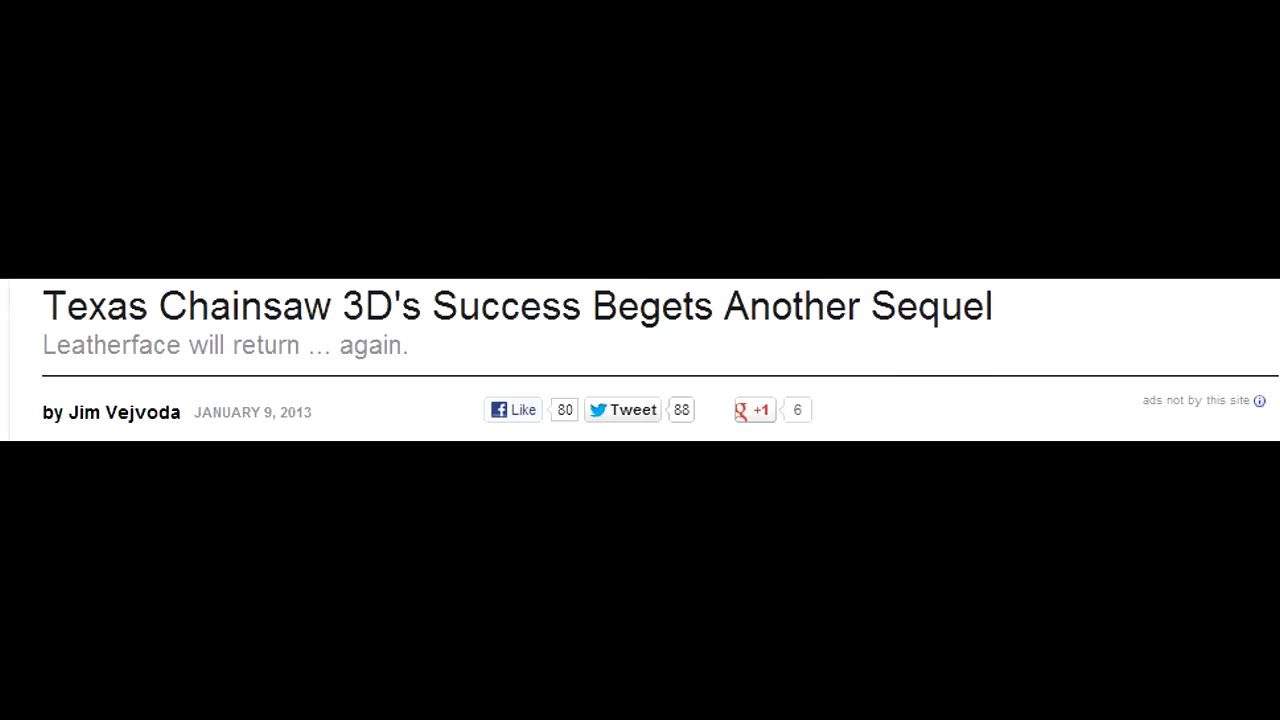 Texas Chainsaw 3D's Success Begets Another Sequel
Leatherface will return ... again.
by Jim Vejvoda JANUARY 9, 2013 Like 80 Tweet 88 +1 6 ads not by this site